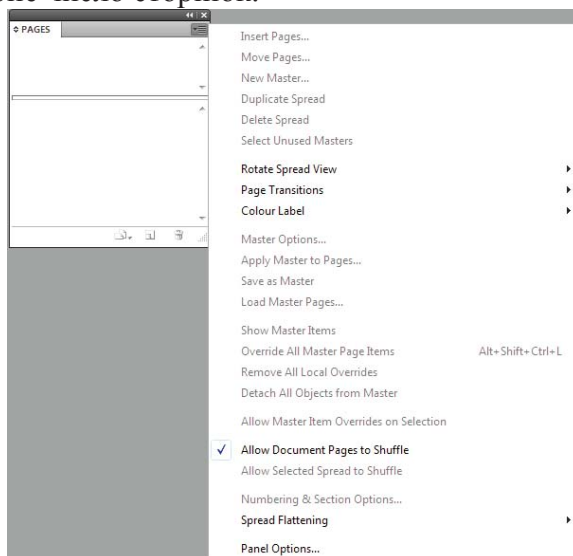 PAGES
Insert Pages...
Move Pages...
New Master...
Duplicate Spread
Delete Spread
Select Unused Masters
Rotate Spread View
Page Transitions
Colour Label
Master Options...
Apply Master to Pages...
Save as Master
Load Master Pages...
Show Master Items
Override All Master Page Items Alt+Shift+Ctrl+L
Remove All Local Overrides
Detach All Objects from Master
Allow Master Item Overrides on Selection
Allow Document Pages to Shuffle
Allow Selected Spread to Shuffle
Numbering & Section Options...
Spread Flattening
Panel Options...